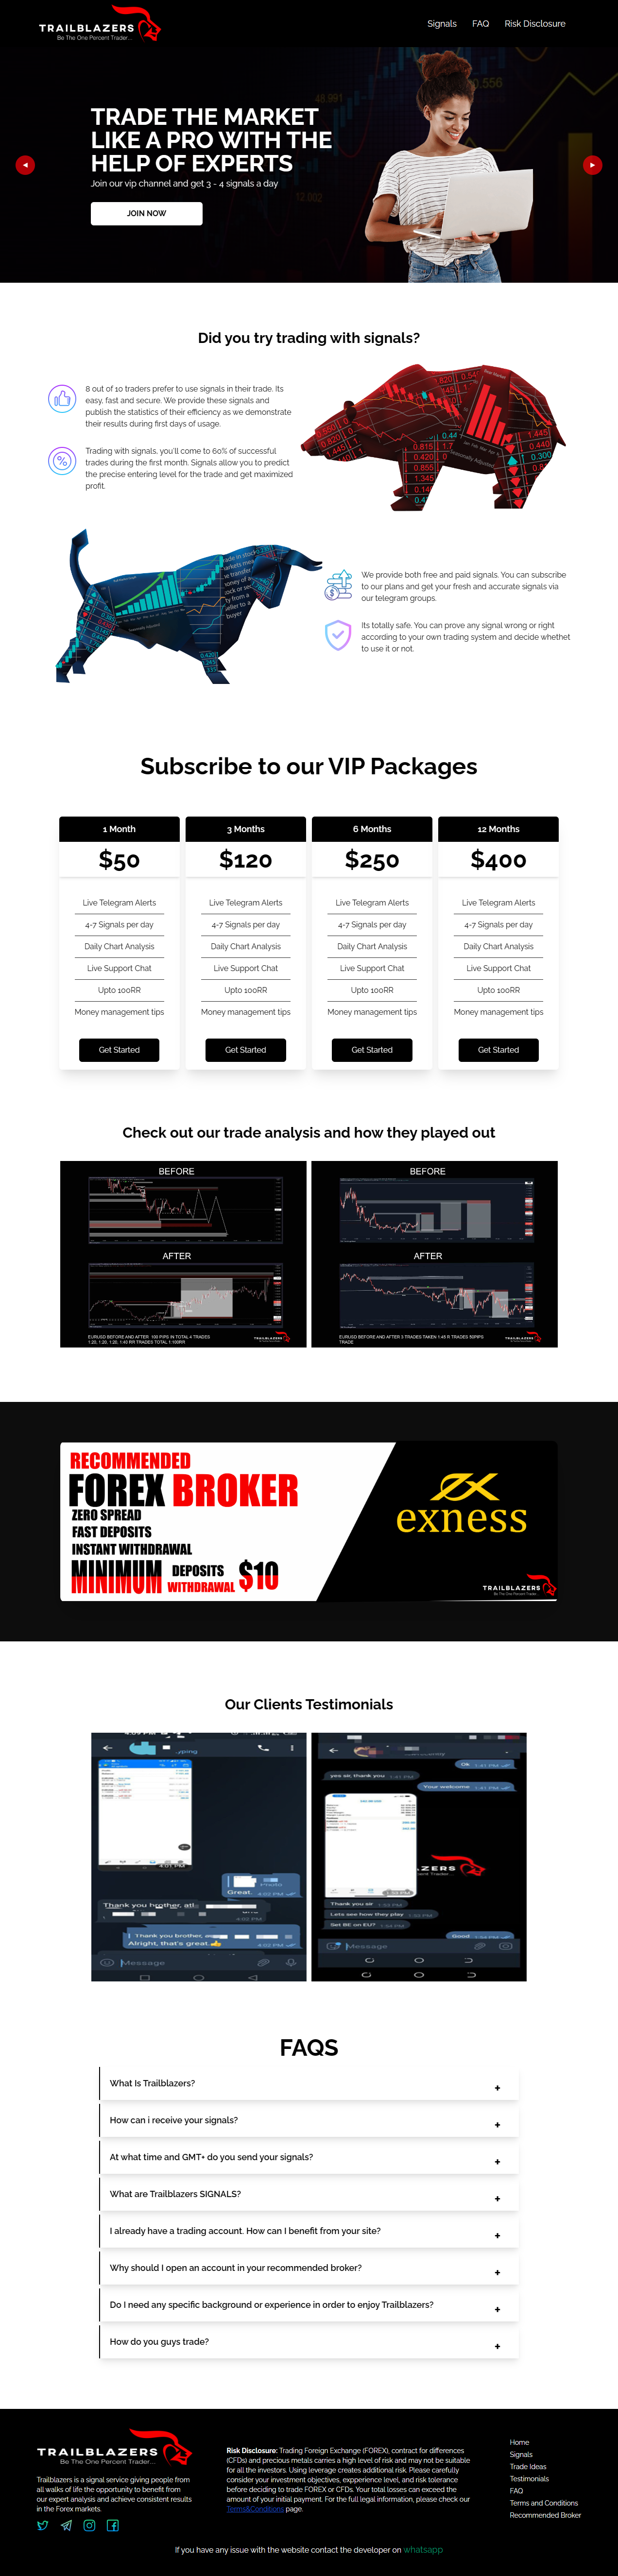 TRAILBLAZERS
Be The One Percent Trader...
Signals
FAQ
Risk Disclosure
TRADE THE MARKET
LIKE A PRO WITH THE
HELP OF EXPERTS
Join our vip channel and get 3 - 4 signals a day
JOIN NOW
Did you try trading with signals?
8 out of 10 traders prefer to use signals in their trade. Its
easy, fast and secure. We provide these signals and
publish the statistics of their efficiency as we demonstrate
their results during first days of usage.
Trading with signals, you'll come to 60% of successful
trades during the first month. Signals allow you to predict
the precise entering level for the trade and get maximized
profit.
We provide both free and paid signals. You can subscribe
to our plans and get your fresh and accurate signals via
our telegram groups.
Its totally safe. You can prove any signal wrong or right
according to your own trading system and decide whether
to use it or not.
Subscribe to our VIP Packages
1 Month
$50
Live Telegram Alerts
4-7 Signals per day
Daily Chart Analysis
Live Support Chat
Upto 100RR
Money management tips
Get Started
3 Months
$120
Live Telegram Alerts
4-7 Signals per day
Daily Chart Analysis
Live Support Chat
Upto 100RR
Money management tips
Get Started
6 Months
$250
Live Telegram Alerts
4-7 Signals per day
Daily Chart Analysis
Live Support Chat
Upto 100RR
Money management tips
Get Started
12 Months
$400
Live Telegram Alerts
4-7 Signals per day
Daily Chart Analysis
Live Support Chat
Upto 100RR
Money management tips
Get Started
Check out our trade analysis and how they played out
BEFORE
AFTER
EURUSD BEFORE AND AFTER 100 PIPS IN TOTAL 4 TRADES
1:20, 1:20, 1:20, 1:40 RR TRADES TOTAL 1:100RR
TRAILBLAZERS
BEFORE
AFTER
EURUSD BEFORE AND AFTER 3 TRADES TAKEN 1:45 R TRADES 50PIPS
TRADE
TRAILBLAZERS
RECOMMENDED
FOREX BROKER
ZERO SPREAD
FAST DEPOSITS
INSTANT WITHDRAWAL
MINIMUM DEPOSITS
WITHDRAWAL $10
exness
TRAILBLAZERS
Be The One Percent Trader...
Our Clients Testimonials
4:01 PM
Photo
Great.
4:02 PM
Thank you brother, atl
Thank you brother, aw
Alright, that's great
Message
Ok
yes sir, thank you
Your welcome
Thank you sir
Lets see how they play
Set BE on EU?
Good
Message
FAQS
What Is Trailblazers?
+
How can i receive your signals?
+
At what time and GMT+ do you send your signals?
+
What are Trailblazers SIGNALS?
+
I already have a trading account. How can I benefit from your site?
+
Why should I open an account in your recommended broker?
+
Do I need any specific background or experience in order to enjoy Trailblazers?
+
How do you guys trade?
+
TRAILBLAZERS
Be The One Percent Trader...
Trailblazers is a signal service giving people from
all walks of life the opportunity to benefit from
our expert analysis and achieve consistent results
in the Forex markets.
Risk Disclosure: Trading Foreign Exchange (FOREX), contract for differences
(CFDs) and precious metals carries a high level of risk and may not be suitable
for all the investors. Using leverage creates additional risk. Please carefully
consider your investment objectives, exxperience level, and risk tolerance
before deciding to trade FOREX or CFDs. Your total losses can exceed the
amount of your initial payment. For the full legal information, please check our
Terms&Conditions page.
Home
Signals
Trade Ideas
Testimonials
FAQ
Terms and Conditions
Recommended Broker
If you have any issue with the website contact the developer on whatsapp